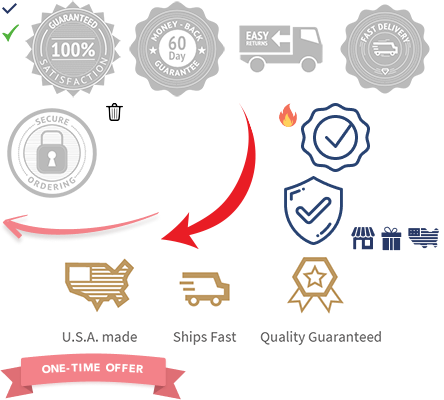 GUARANTEED
100%
SATISFACTION
MONEY-BACK
60
Day
GUARANTEE
EASY
RETURNS
FAST DELIVERY
SECURE
ORDERING
U.S.A. made
Ships Fast
Quality Guaranteed
ONE-TIME OFFER